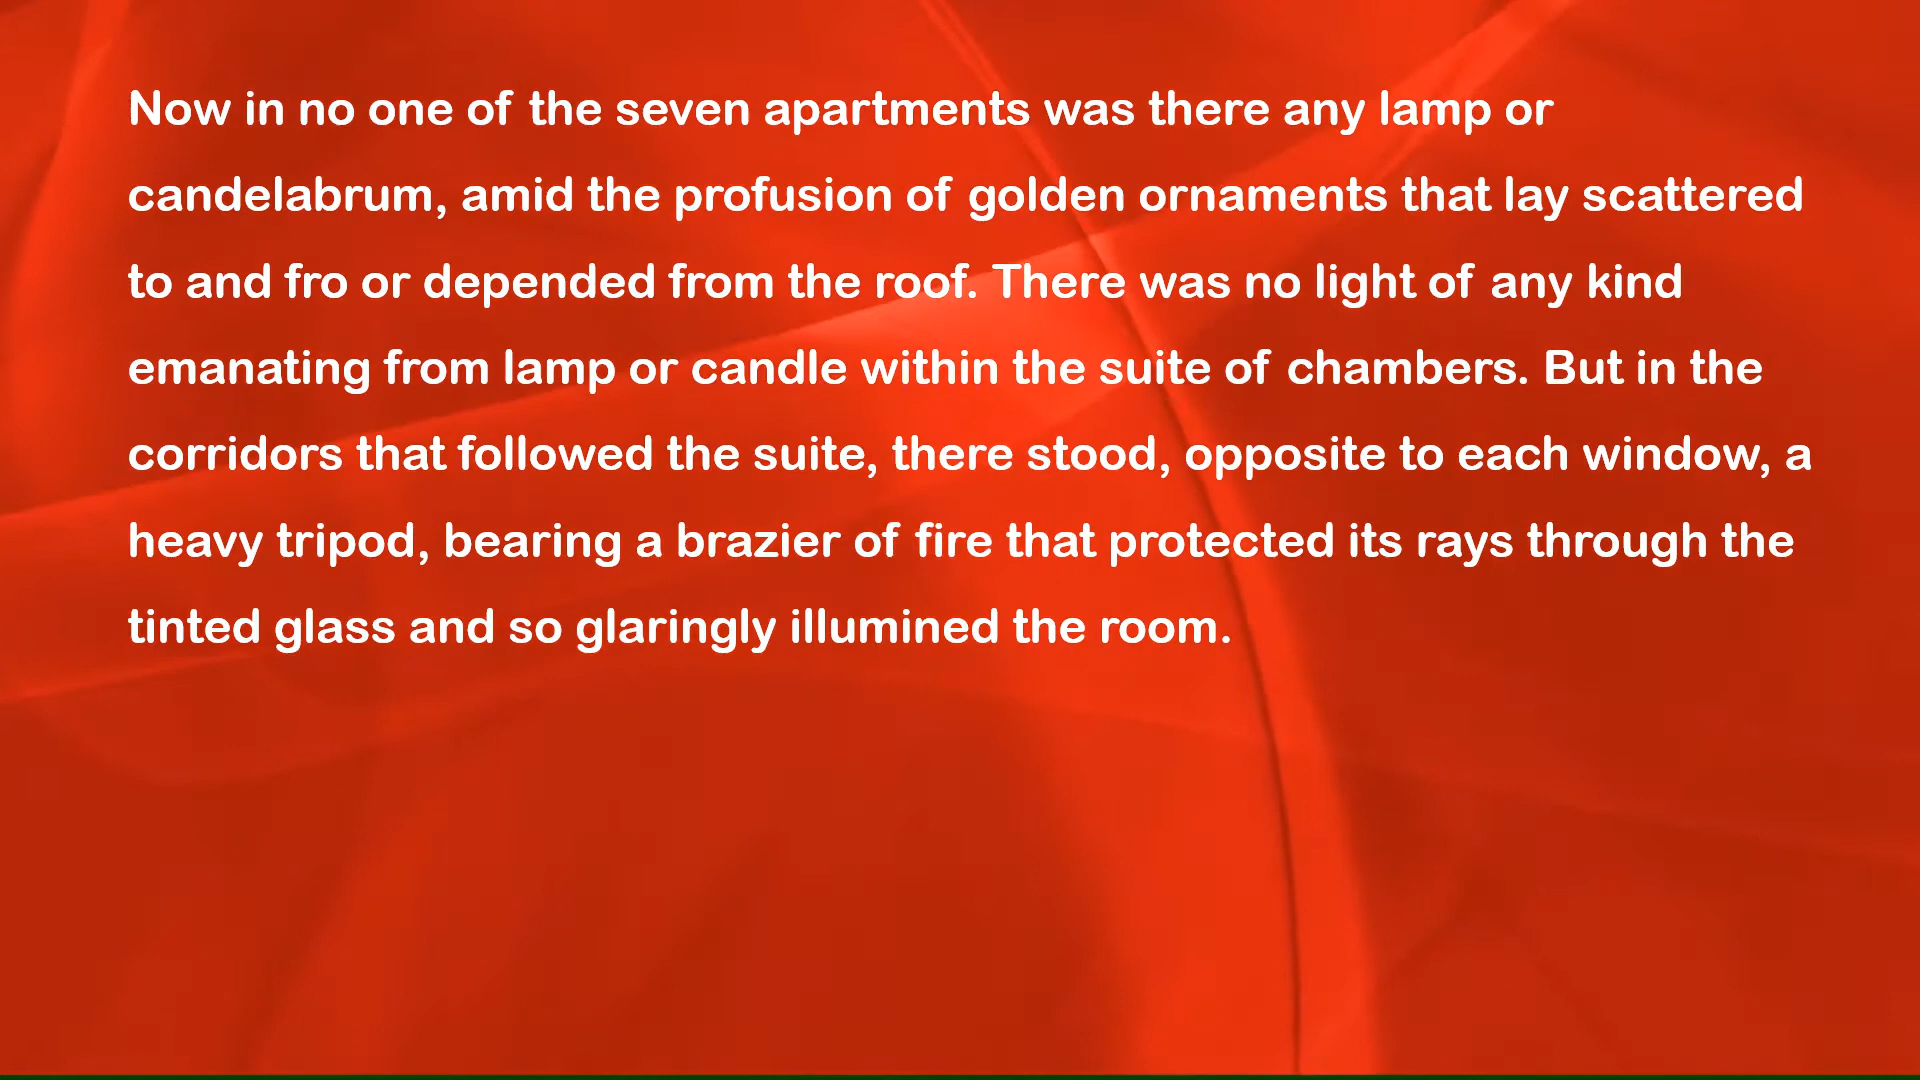 Now in no one of the seven apartments was there any lamp or
candelabrum, amid the profusion of golden ornaments that lay scattered
to and fro or depended from the roof. There was no light of any kind
emanating from lamp or candle within the suite of chambers. But in the
corridors that followed the suite, there stood, opposite to each window, a
heavy tripod, bearing a brazier of fire that protected its rays through the
tinted glass and so glaringly illumined the room.